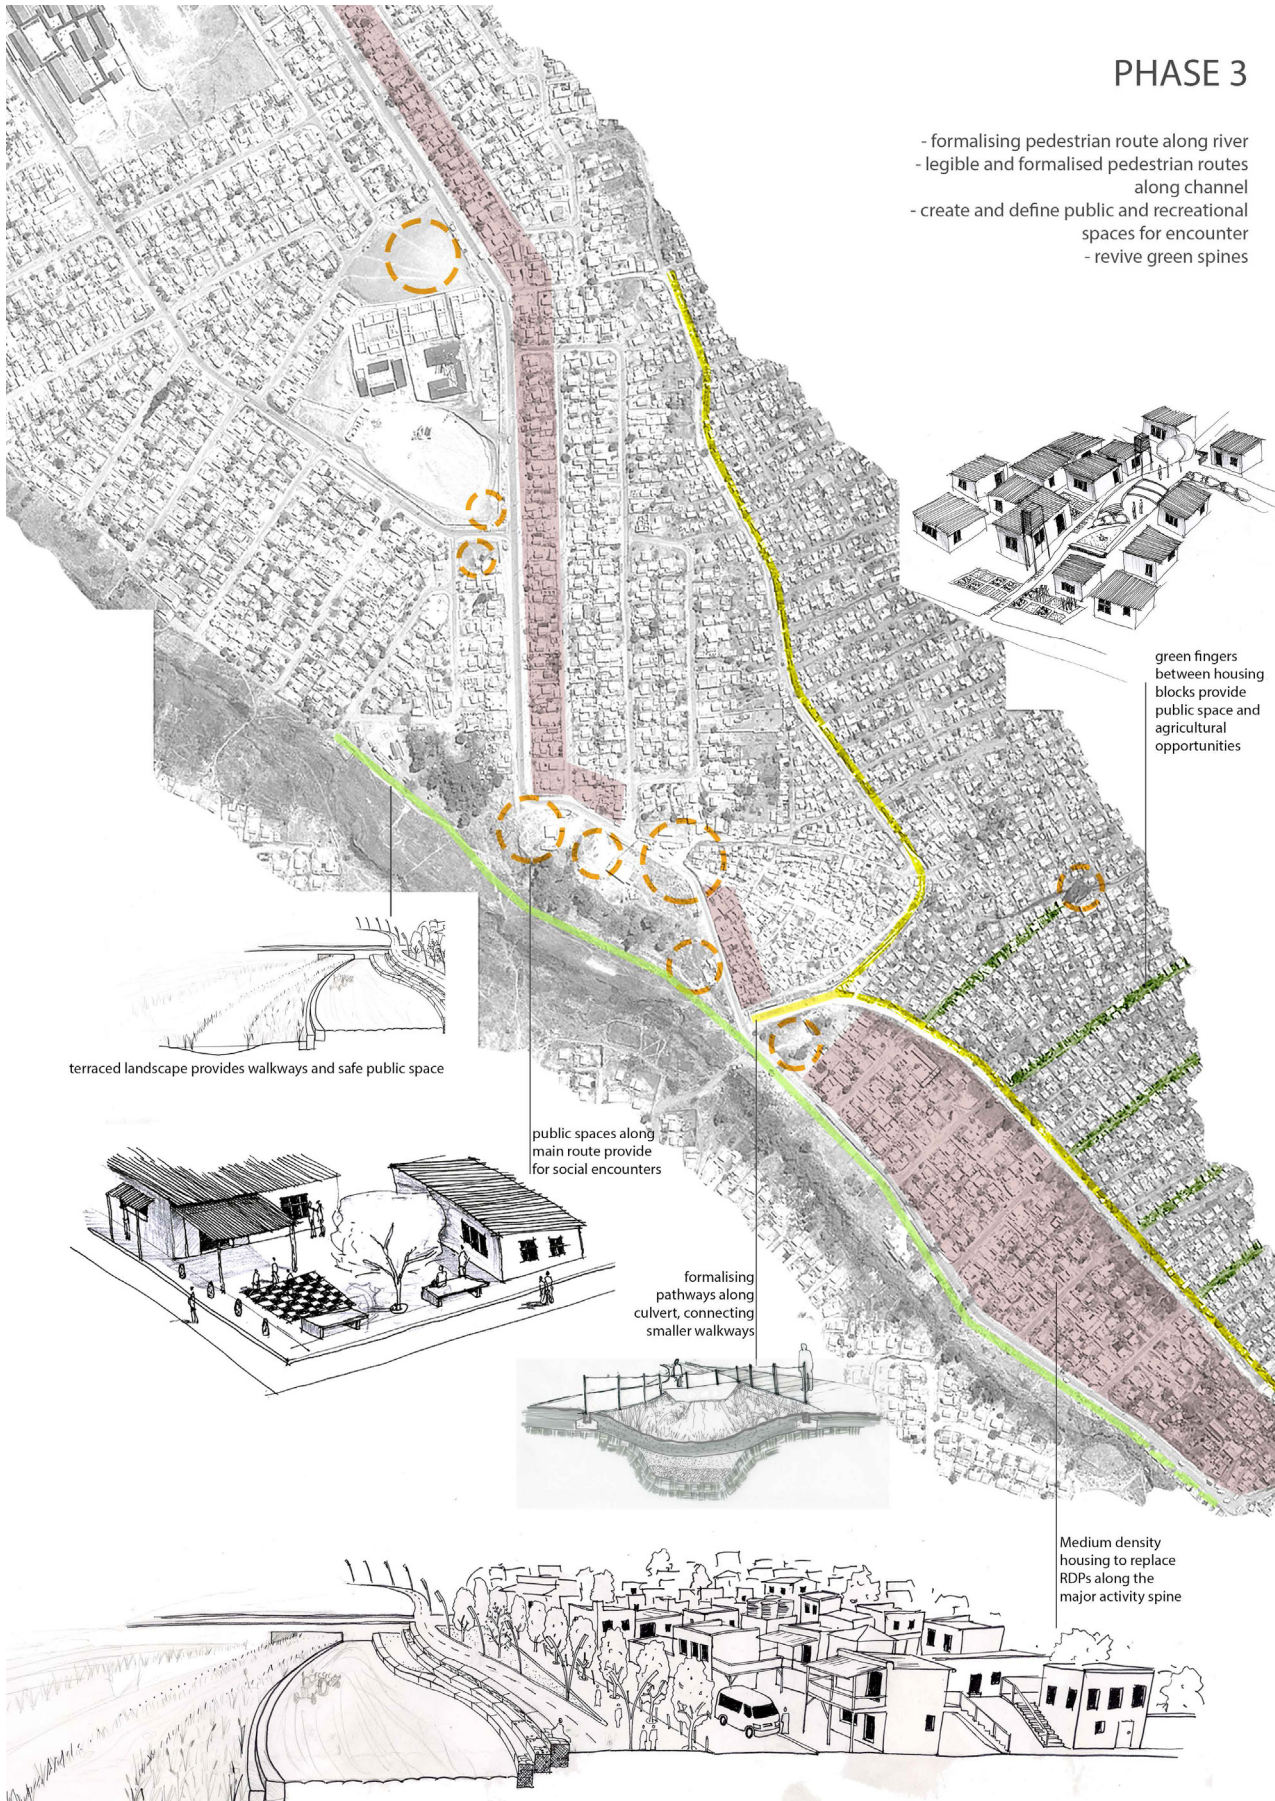 PHASE 3
- formalising pedestrian route along river
- legible and formalised pedestrian routes
along channel
- create and define public and recreational
spaces for encounter
- revive green spines
green fingers
between housing
blocks provide
public space and
agricultural
opportunities
terraced landscape provides walkways and safe public space
public spaces along
main route provide
for social encounters
formalising
pathways along
culvert, connecting
smaller walkways
Medium density
housing to replace
RDPs along the
major activity spine